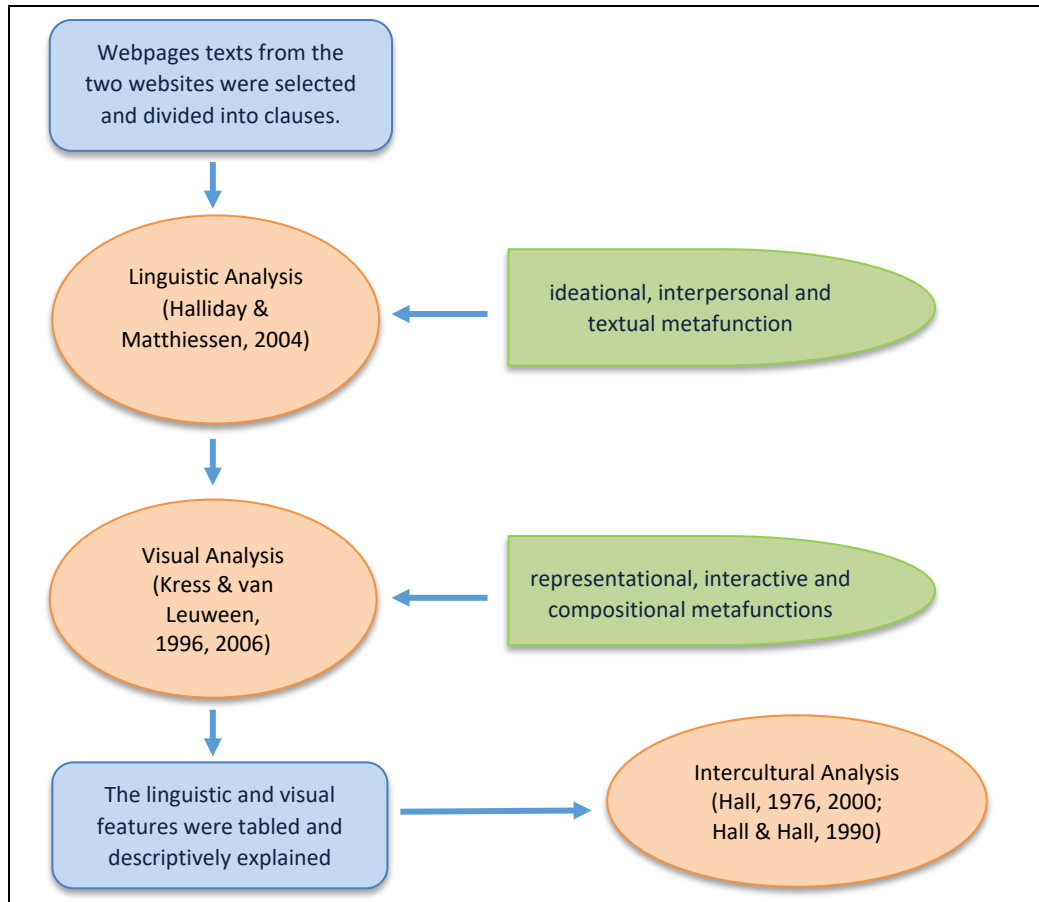 Webpages texts from the
two websites were selected
and divided into clauses.
Linguistic Analysis
(Halliday &
Matthiessen, 2004)
ideational, interpersonal and
textual metafunction
Visual Analysis
(Kress & van
Leuween,
1996, 2006)
representational, interactive and
compositional metafunctions
The linguistic and visual
features were tabled and
descriptively explained
Intercultural Analysis
(Hall, 1976, 2000;
Hall & Hall, 1990)